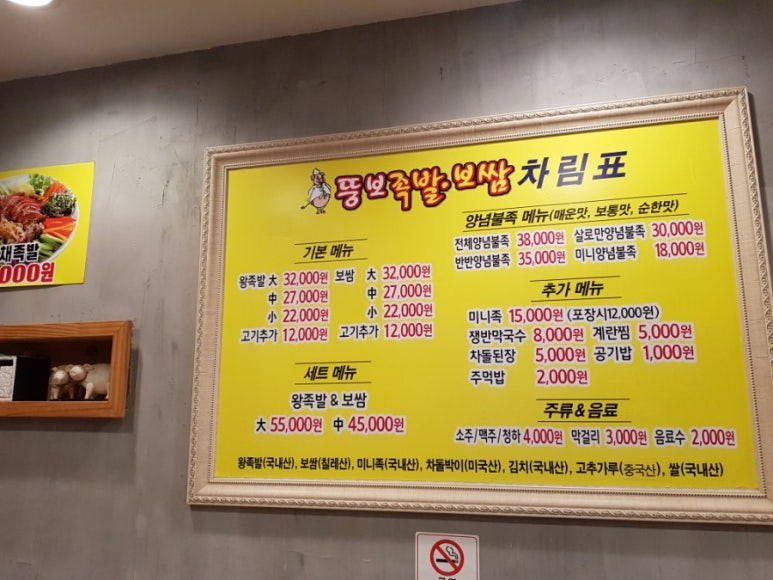 재족발
000원
뚱보족발·보쌈 차림표
기본 메뉴
왕족발 大 32,000원 보쌈 大 32,000원
中 27,000원 中 27,000원
小 22,000원 小 22,000원
고기추가 12,000원 고기추가 12,000원
세트 메뉴
왕족발 & 보쌈
大 55,000원 中 45,000원
양념불족 메뉴(매운맛, 보통맛, 순한맛)
전체양념불족 38,000원 살로만양념불족 30,000원
반반양념불족 35,000원 미니양념불족 18,000원
추가 메뉴
미니족 15,000원 (포장시12,000원)
쟁반막국수 8,000원 계란찜 5,000원
차돌된장 5,000원 공기밥 1,000원
주먹밥 2,000원
주류 & 음료
소주/맥주/청하 4,000원 막걸리 3,000원 음료수 2,000원
왕족발(국내산), 보쌈(칠레산), 미니족(국내산), 차돌박이(미국산), 김치(국내산), 고추가루(중국산), 쌀(국내산)